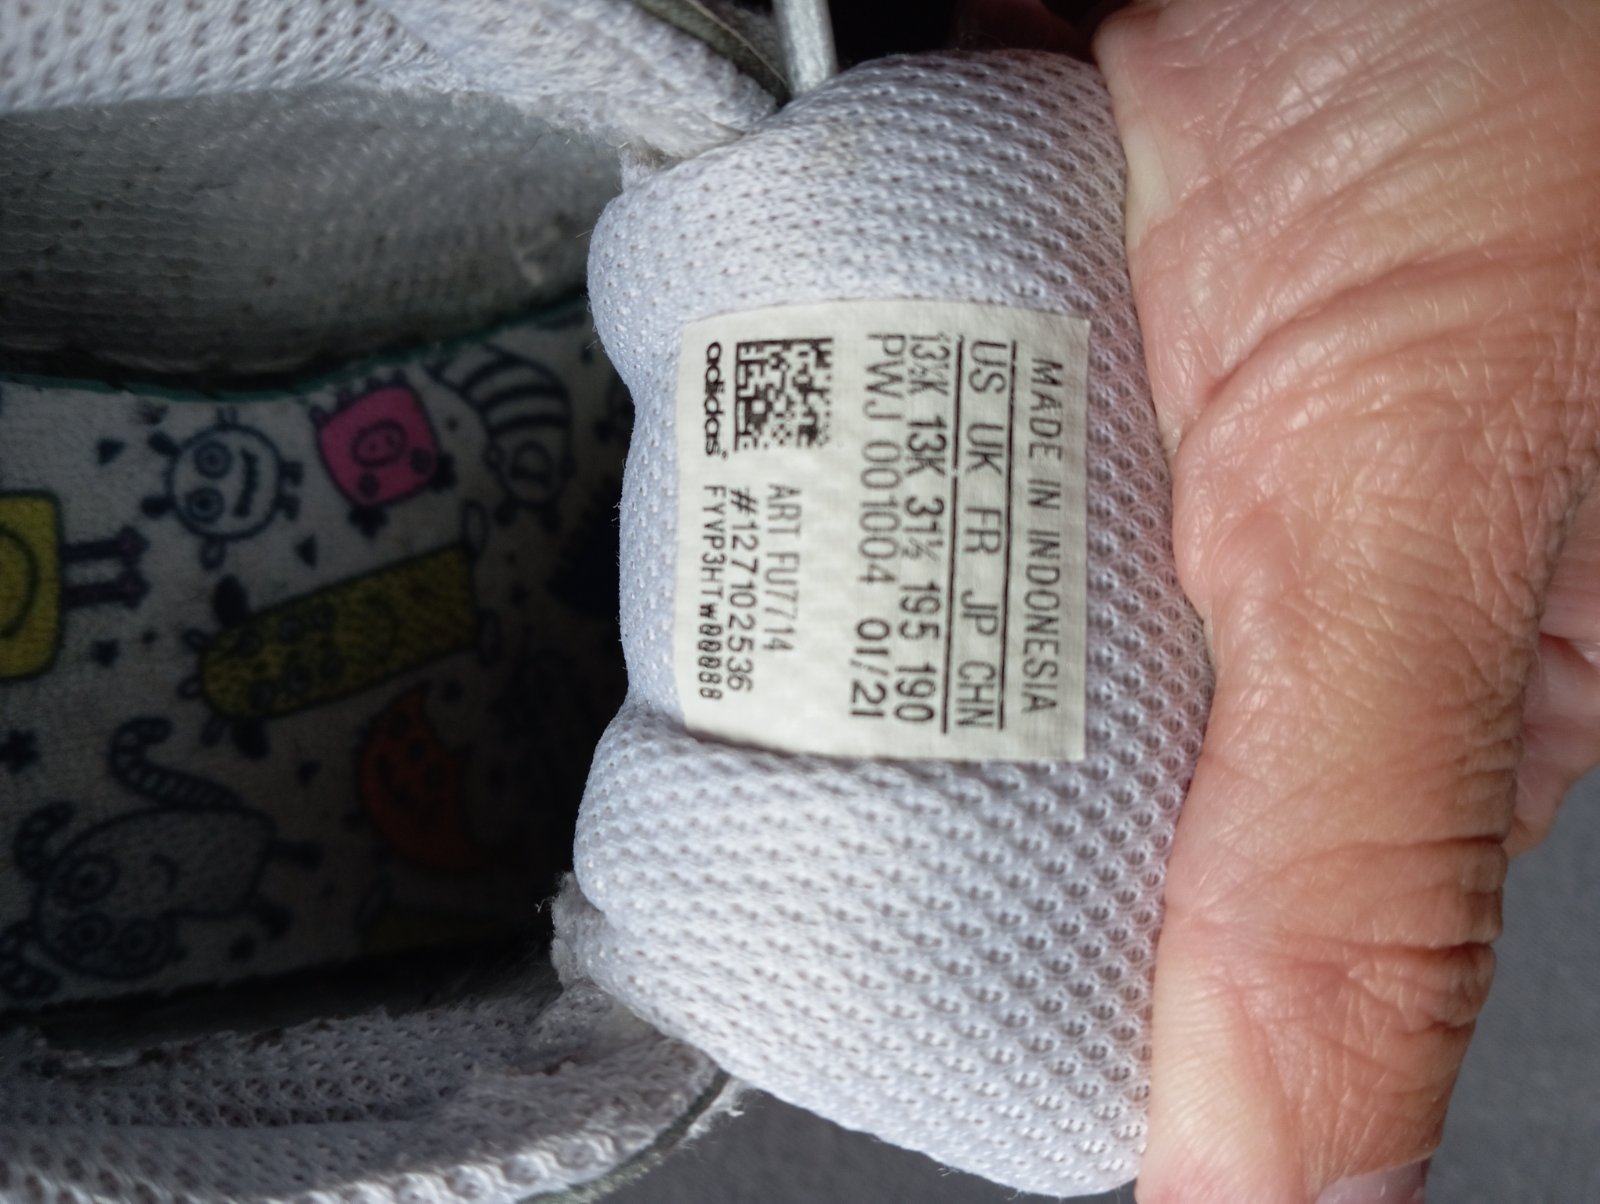 MADE IN INDONESIA
US UK FR JP CHN
13½K 13K 31½ 195 190
PWJ 001004 01/21
ART FU7714
#127102536
FYVP3HTW00088
adidas